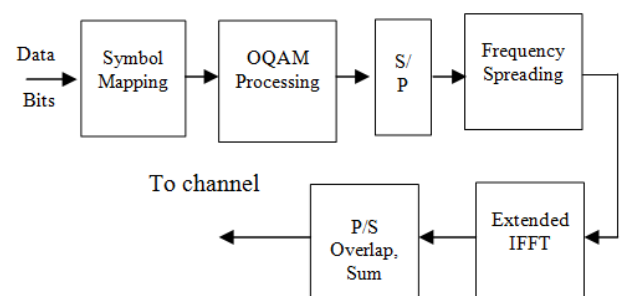 Data
Bits
Symbol
Mapping
OQAM
Processing
S/
P
Frequency
Spreading
To channel
P/S
Overlap,
Sum
Extended
IFFT